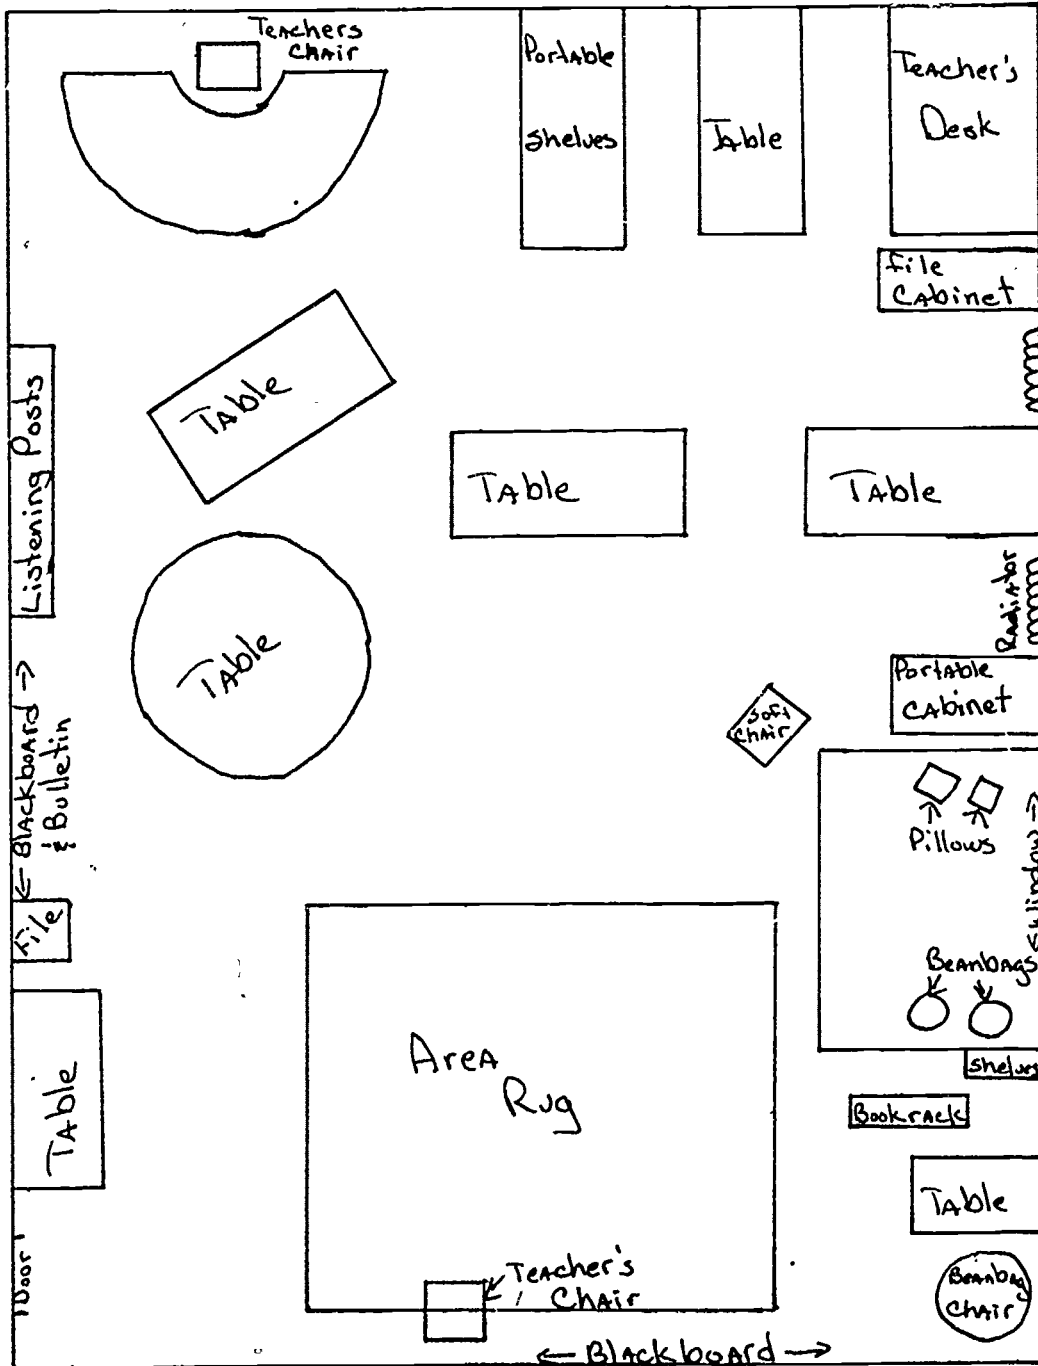 Teachers
Chair
Portable
Shelves
Table
Teacher's
Desk
File
Cabinet
Table
Listening Posts
Table
Table
Radiator
Table
Portable
Cabinet
Soft
Chair
← Blackboard →
& Bulletin
Pillows
← Window →
File
Beanbags
Area
Rug
Shelves
Bookrack
Table
Table
Door
Teacher's
Chair
Beanbag
Chair
← Blackboard →